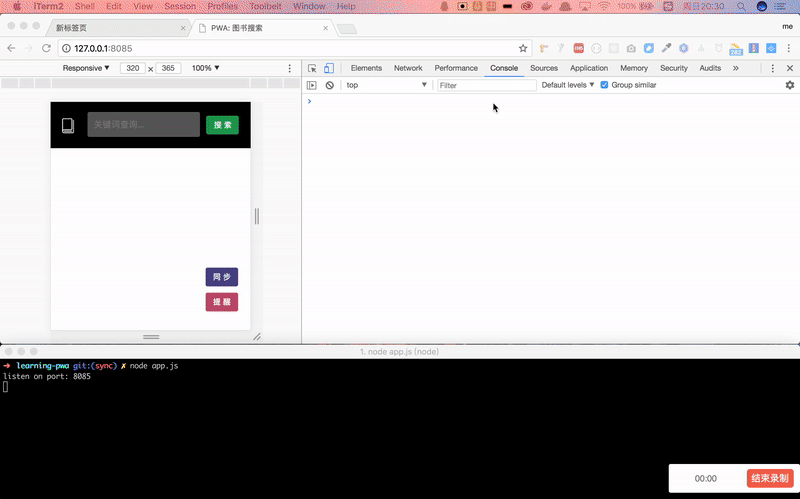 iTerm2 Shell Edit View Session Profiles Toolbelt Window Help 100% 周日20:30
新标签页 PWA: 图书搜索 me
127.0.0.1:8085
Responsive 320 × 365 100%
Elements Network Performance Console Sources Application Memory Security Audits »
top Filter Default levels Group similar
关键词查询... 搜 索
同 步
提 醒
1. node app.js (node)
➜ learning-pwa git:(sync) ✗ node app.js
listen on port: 8085
00:00 结束录制